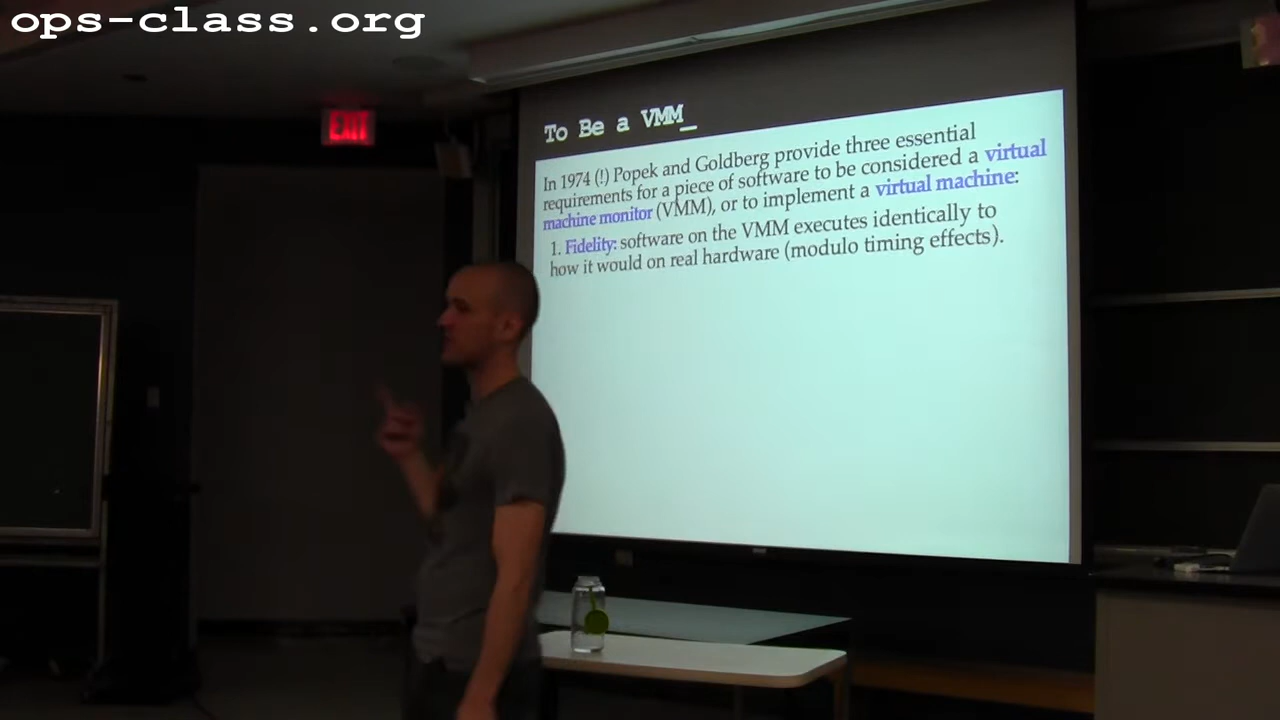 ops-class.org
EXIT
To Be a VMM_
In 1974 (!) Popek and Goldberg provide three essential
requirements for a piece of software to be considered a virtual
machine monitor (VMM), or to implement a virtual machine:
1. Fidelity: software on the VMM executes identically to
how it would on real hardware (modulo timing effects).